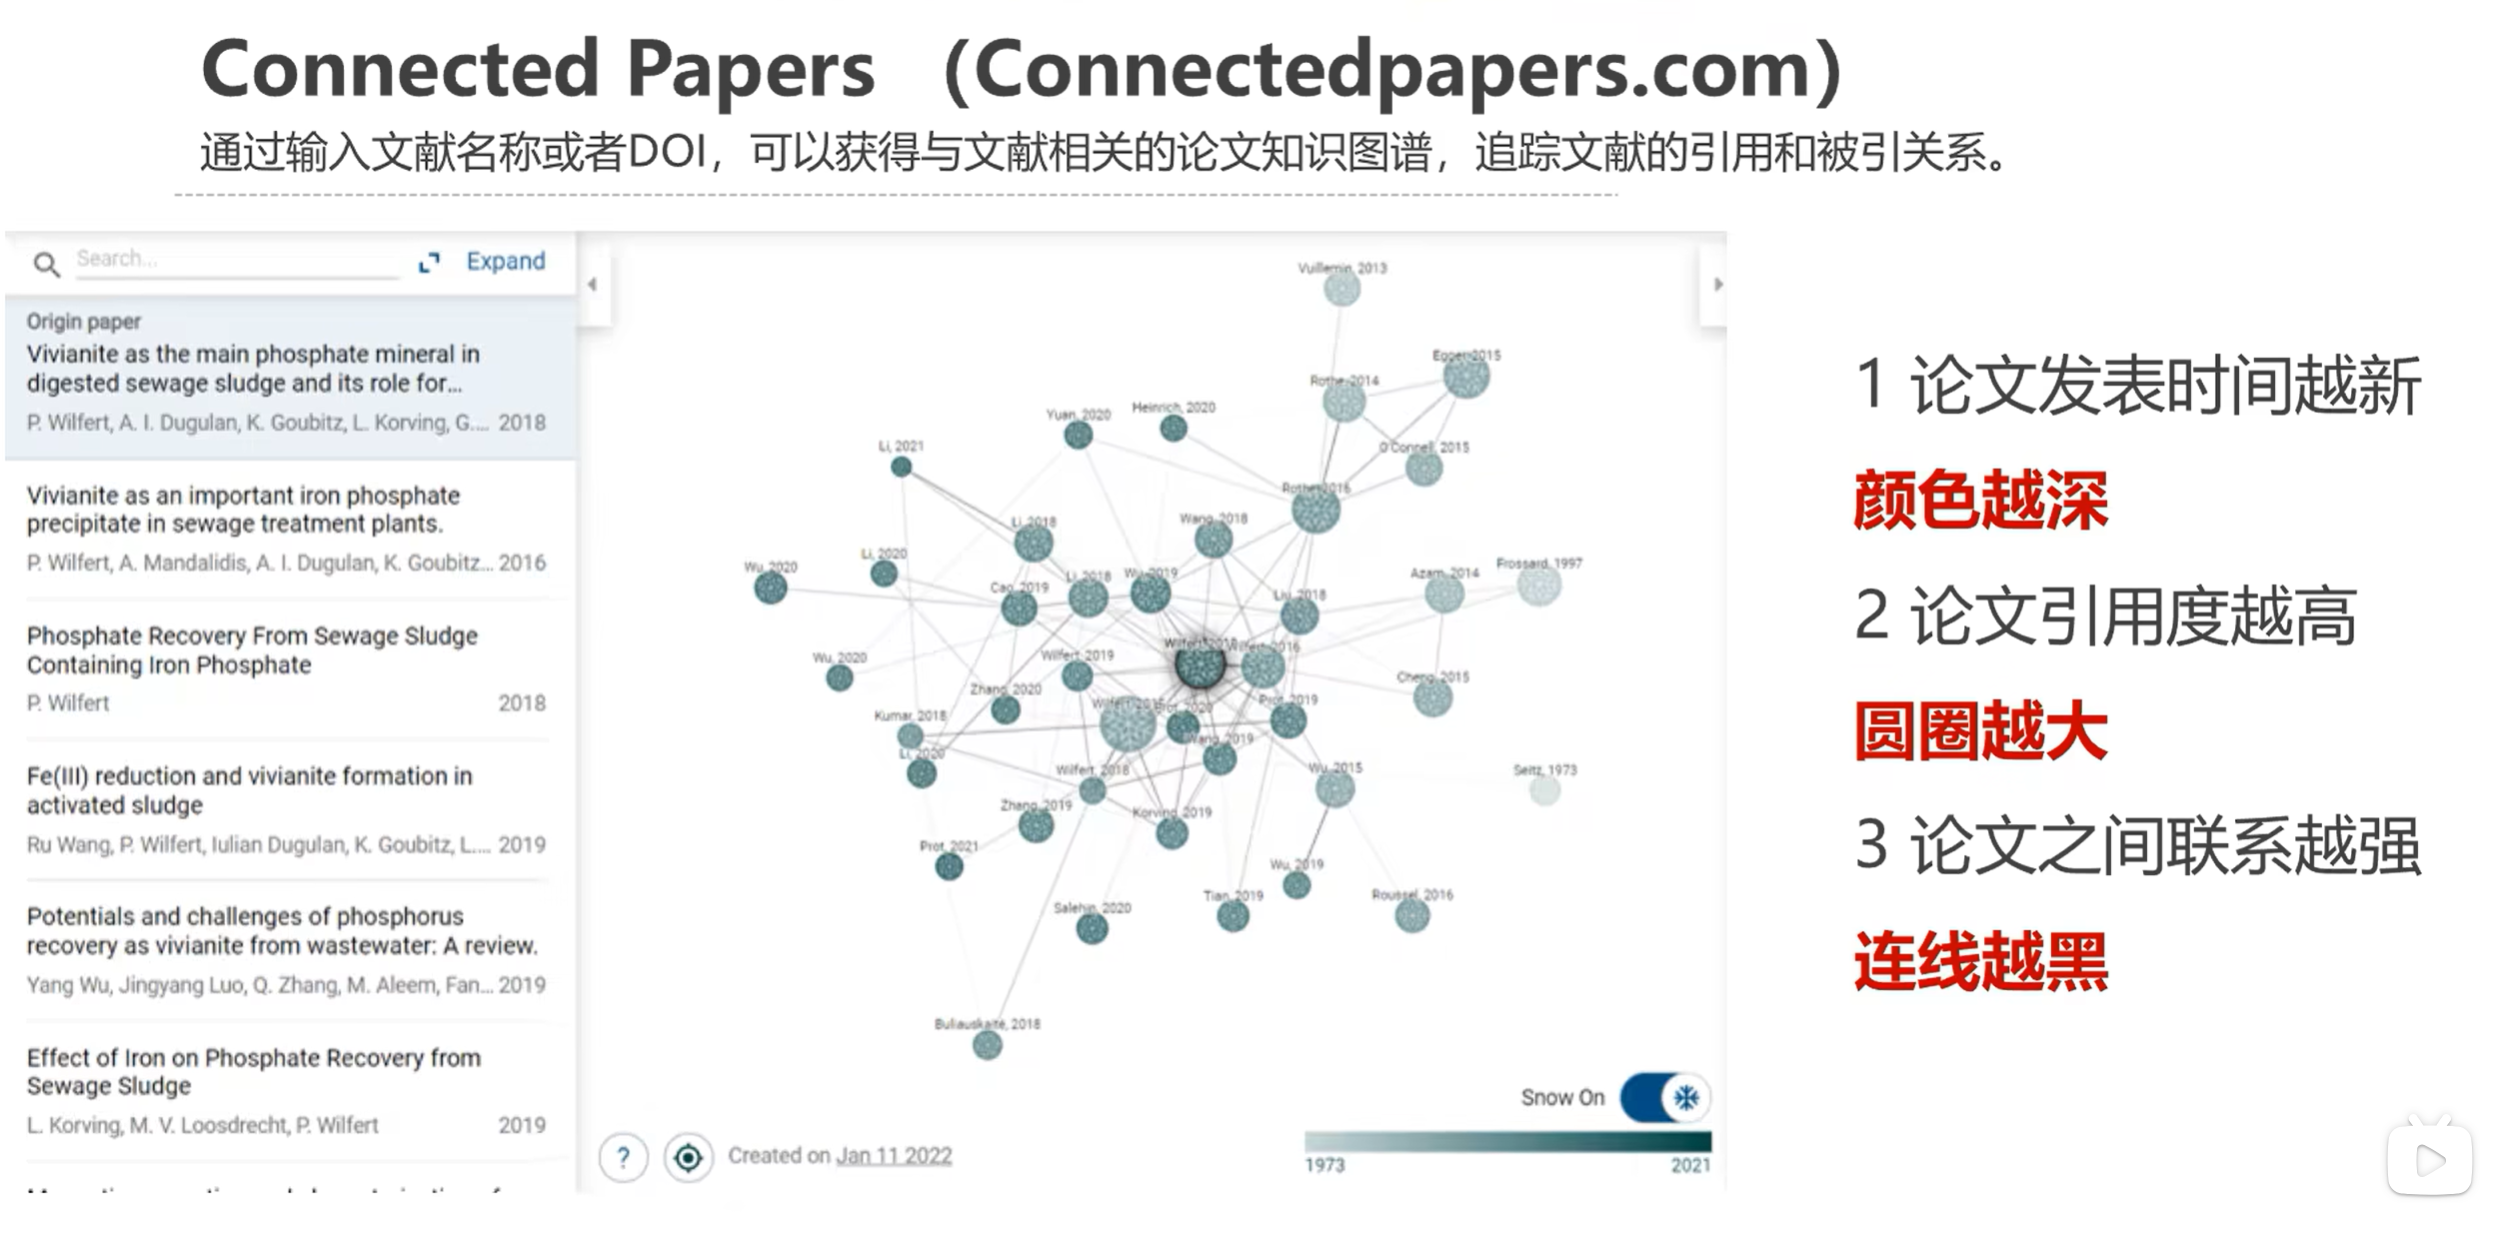 Connected Papers （Connectedpapers.com）
通过输入文献名称或者DOI，可以获得与文献相关的论文知识图谱，追踪文献的引用和被引关系。
Search...
Expand
Origin paper
Vivianite as the main phosphate mineral in
digested sewage sludge and its role for...
P. Wilfert, A. I. Dugulan, K. Goubitz, L. Korving, G.... 2018
Vivianite as an important iron phosphate
precipitate in sewage treatment plants.
P. Wilfert, A. Mandalidis, A. I. Dugulan, K. Goubitz... 2016
Phosphate Recovery From Sewage Sludge
Containing Iron Phosphate
P. Wilfert 2018
Fe(III) reduction and vivianite formation in
activated sludge
Ru Wang, P. Wilfert, Iulian Dugulan, K. Goubitz, L.... 2019
Potentials and challenges of phosphorus
recovery as vivianite from wastewater: A review.
Yang Wu, Jingyang Luo, Q. Zhang, M. Aleem, Fan... 2019
Effect of Iron on Phosphate Recovery from
Sewage Sludge
L. Korving, M. V. Loosdrecht, P. Wilfert 2019
Vuillemin, 2013
Egger, 2015
Rothe, 2014
Heinrich, 2020
Yuan, 2020
Li, 2021
O'Connell, 2015
Rothe, 2016
Li, 2018
Wang, 2018
Li, 2020
Wu, 2020
Cao, 2019
Li, 2018
Wu, 2019
Liu, 2018
Azam, 2014
Frossard, 1997
Wilfert, 2018
Wilfert, 2016
Wu, 2020
Wilfert, 2019
Zhang, 2020
Cheng, 2015
Wilfert, 2015
Prot, 2020
Prot, 2019
Kumar, 2018
Li, 2020
Wang, 2019
Wilfert, 2018
Wu, 2015
Seitz, 1973
Zhang, 2019
Korving, 2019
Prot, 2021
Wu, 2019
Salehin, 2020
Tian, 2019
Roussel, 2016
Buliauskaitė, 2018
Snow On
?
Created on Jan 11 2022
1973
2021
1 论文发表时间越新
颜色越深
2 论文引用度越高
圆圈越大
3 论文之间联系越强
连线越黑